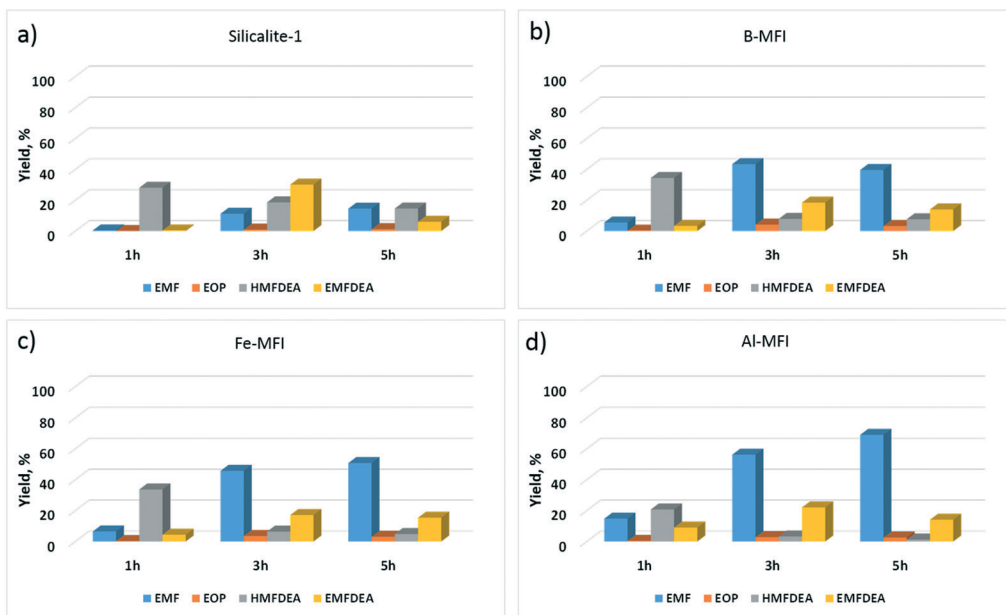 a)
Silicalite-1
Yield, %
100
80
60
40
20
0
1h 3h 5h
EMF EOP HMFDEA EMFDEA
b)
B-MFI
Yield, %
100
80
60
40
20
0
1h 3h 5h
EMF EOP HMFDEA EMFDEA
c)
Fe-MFI
Yield, %
100
80
60
40
20
0
1h 3h 5h
EMF EOP HMFDEA EMFDEA
d)
Al-MFI
Yield, %
100
80
60
40
20
0
1h 3h 5h
EMF EOP HMFDEA EMFDEA